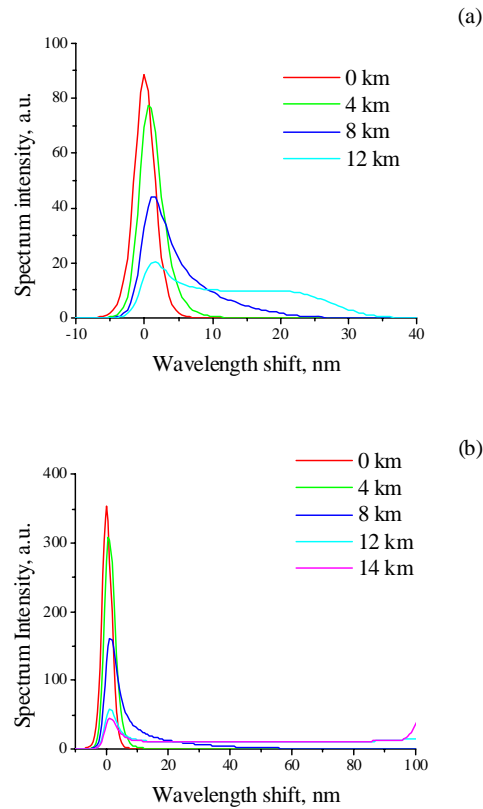 (a)
100
80
60
40
20
0
Spectrum intensity, a.u.
0 km
4 km
8 km
12 km
-10 0 10 20 30 40
Wavelength shift, nm
(b)
400
300
200
100
0
Spectrum Intensity, a.u.
0 km
4 km
8 km
12 km
14 km
0 20 40 60 80 100
Wavelength shift, nm